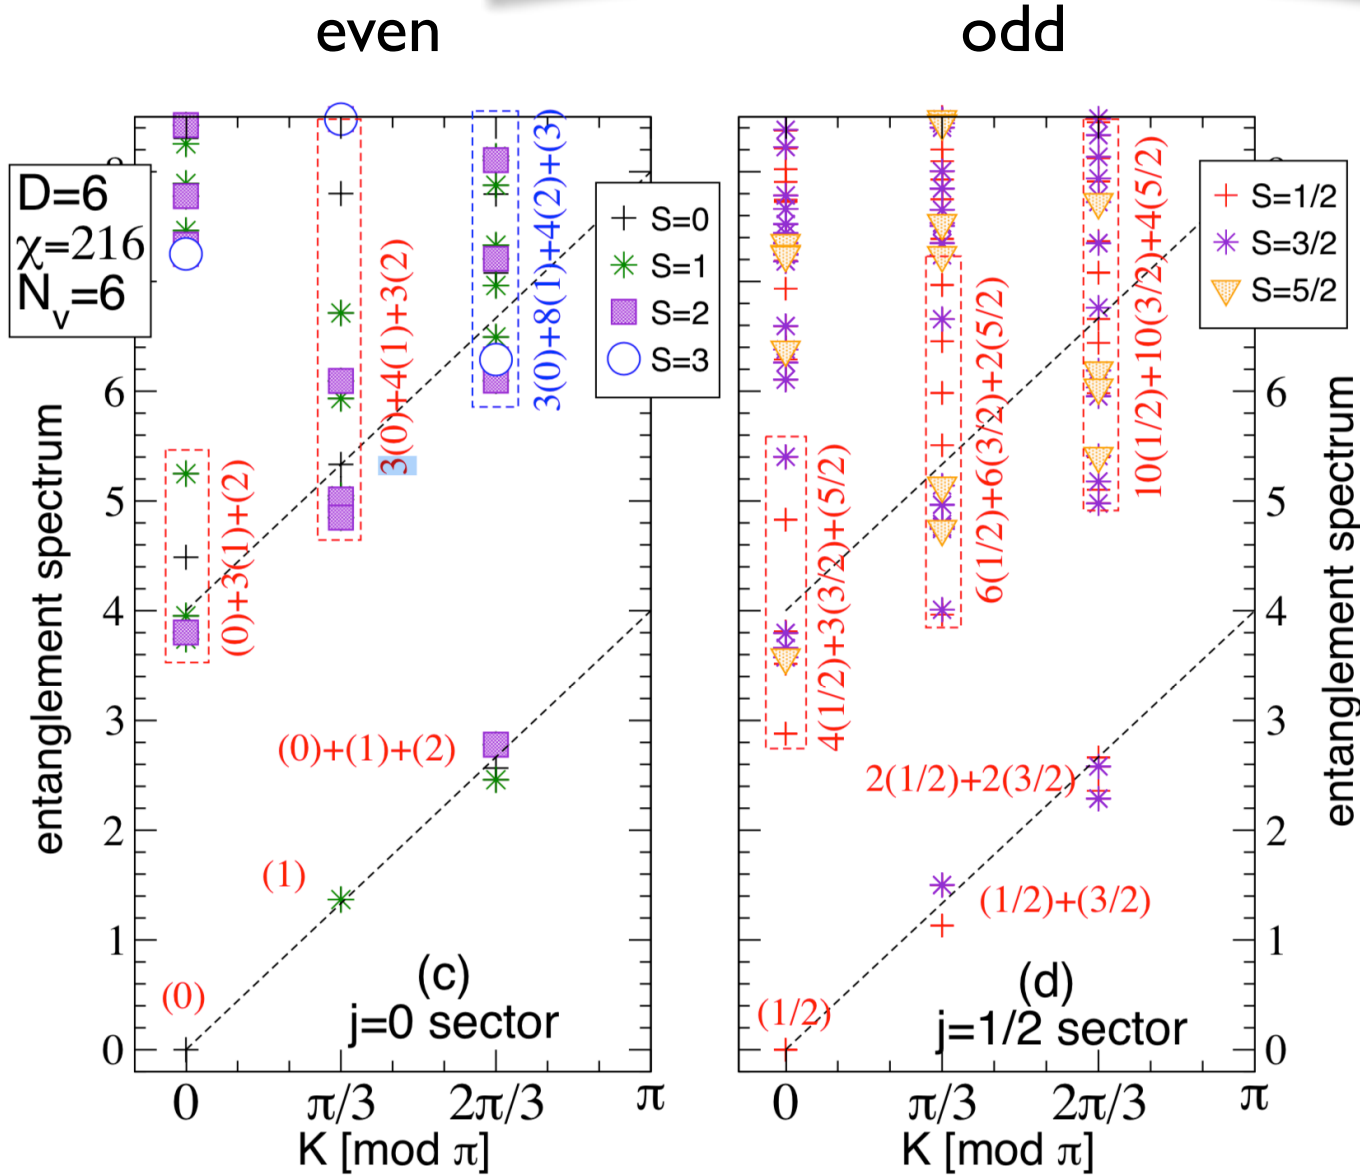 even
odd
D=6
χ=216
Nᵥ=6
S=0
S=1
S=2
S=3
S=1/2
S=3/2
S=5/2
entanglement spectrum
6
5
4
3
2
1
0
(0)+3(1)+(2)
3(0)+4(1)+3(2)
3(0)+8(1)+4(2)+(3)
(0)+(1)+(2)
(1)
(0)
(c)
j=0 sector
0
π/3
2π/3
π
K [mod π]
4(1/2)+3(3/2)+(5/2)
6(1/2)+6(3/2)+2(5/2)
10(1/2)+10(3/2)+4(5/2)
2(1/2)+2(3/2)
(1/2)+(3/2)
(1/2)
(d)
j=1/2 sector
0
π/3
2π/3
π
K [mod π]
6
5
4
3
2
1
0
entanglement spectrum